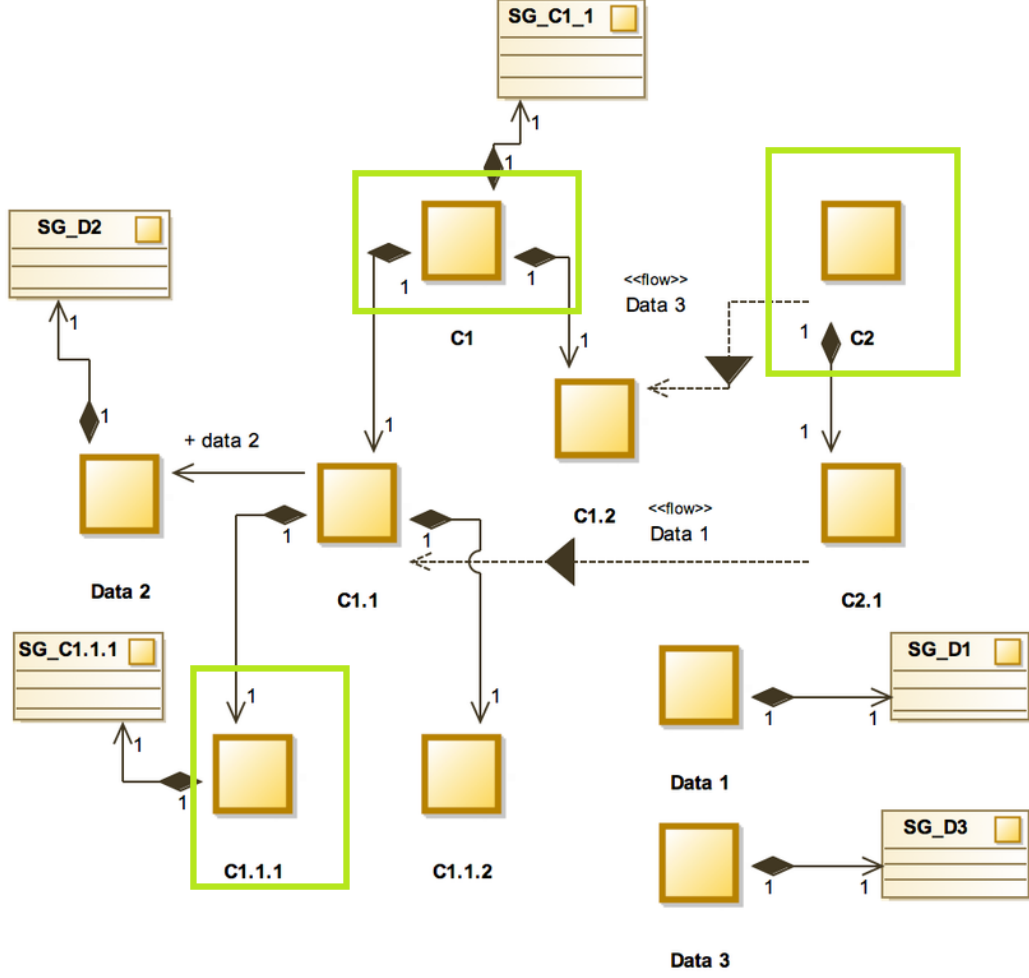 SG_C1_1
1
1
SG_D2
1
1
<<flow>>
Data 3
1
C1
C2
1
1
1
+ data 2
1
1
1
C1.2
<<flow>>
Data 1
1
1
Data 2
C1.1
C2.1
SG_C1.1.1
SG_D1
1
1
1
1
1
1
Data 1
SG_D3
C1.1.1
C1.1.2
1
1
Data 3